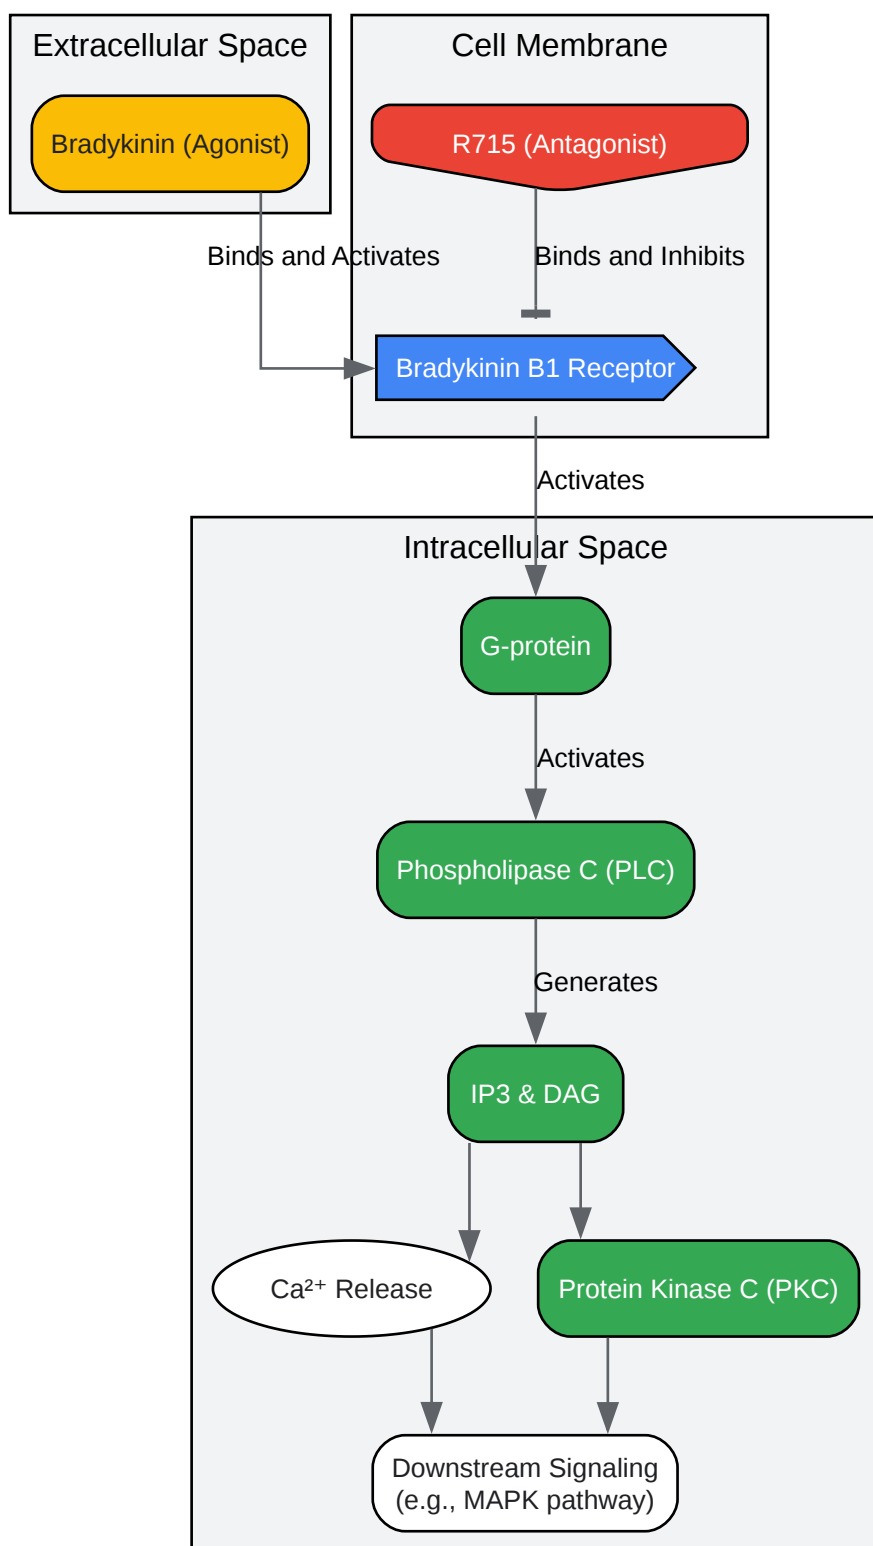 Extracellular Space
Cell Membrane
Bradykinin (Agonist)
R715 (Antagonist)
Binds and Activates
Binds and Inhibits
Bradykinin B1 Receptor
Activates
Intracellular Space
G-protein
Activates
Phospholipase C (PLC)
Generates
IP3 & DAG
Ca²⁺ Release
Protein Kinase C (PKC)
Downstream Signaling
(e.g., MAPK pathway)